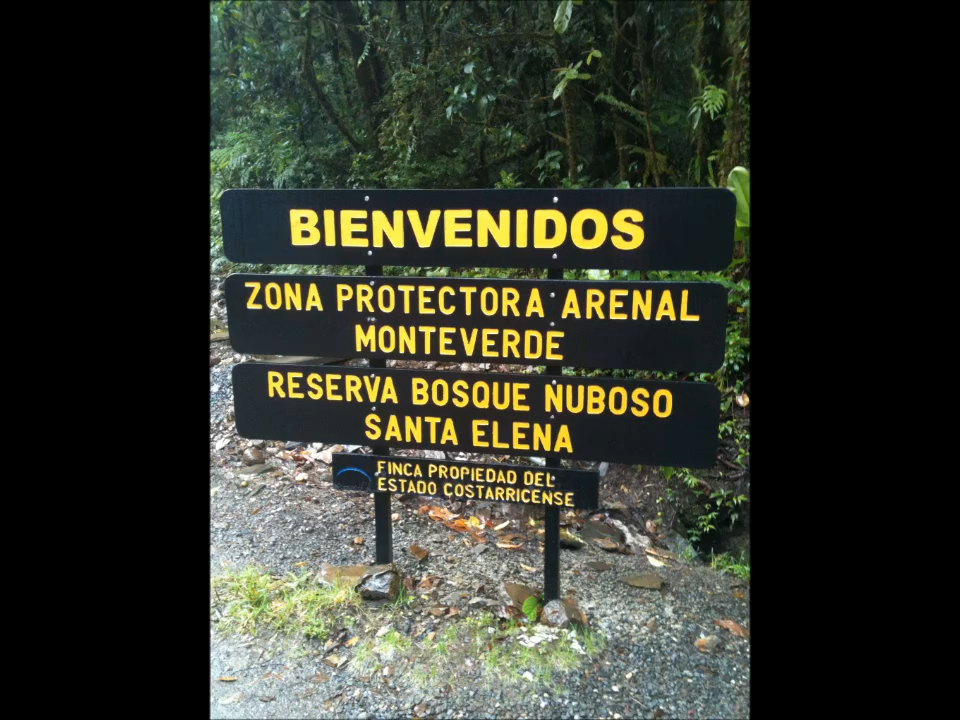 BIENVENIDOS
ZONA PROTECTORA ARENAL
MONTEVERDE
RESERVA BOSQUE NUBOSO
SANTA ELENA
FINCA PROPIEDAD DEL
ESTADO COSTARRICENSE